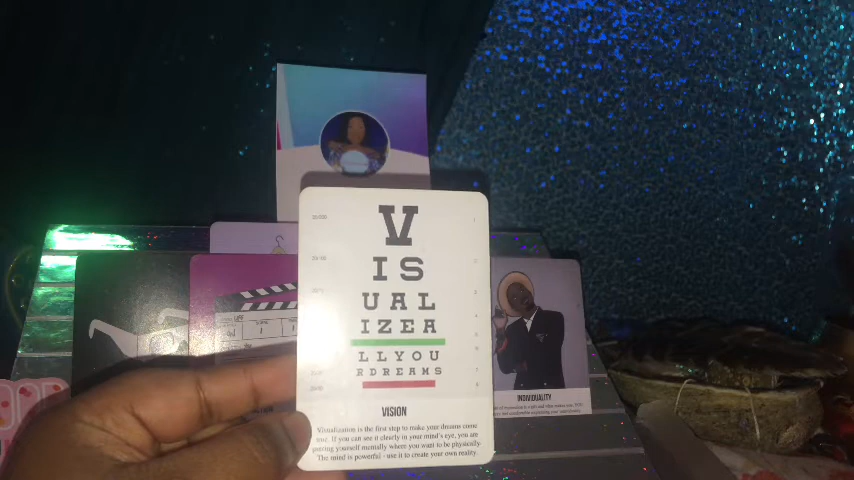 V
IS
UAL
IZEA
LLYOU
RDREAMS
VISION
Visualization is the first step to make your dreams come
true. If you can see it clearly in your mind's eye, you are
putting yourself mentally where you want to be physically.
The mind is powerful - use it to create your own reality.
INDIVIDUALITY